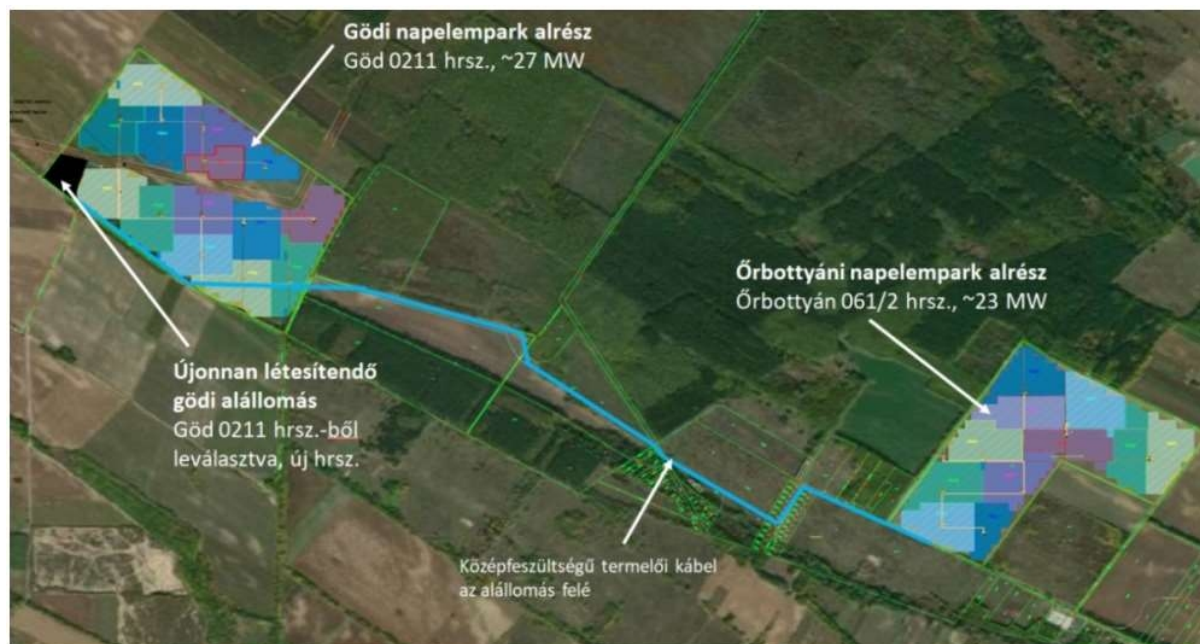 Gödi napelempark alrész
Göd 0211 hrsz., ~27 MW
Őrbottyáni napelempark alrész
Őrbottyán 061/2 hrsz., ~23 MW
Újonnan létesítendő
gödi alállomás
Göd 0211 hrsz.-ből
leválasztva, új hrsz.
Középfeszültségű termelői kábel
az alállomás felé